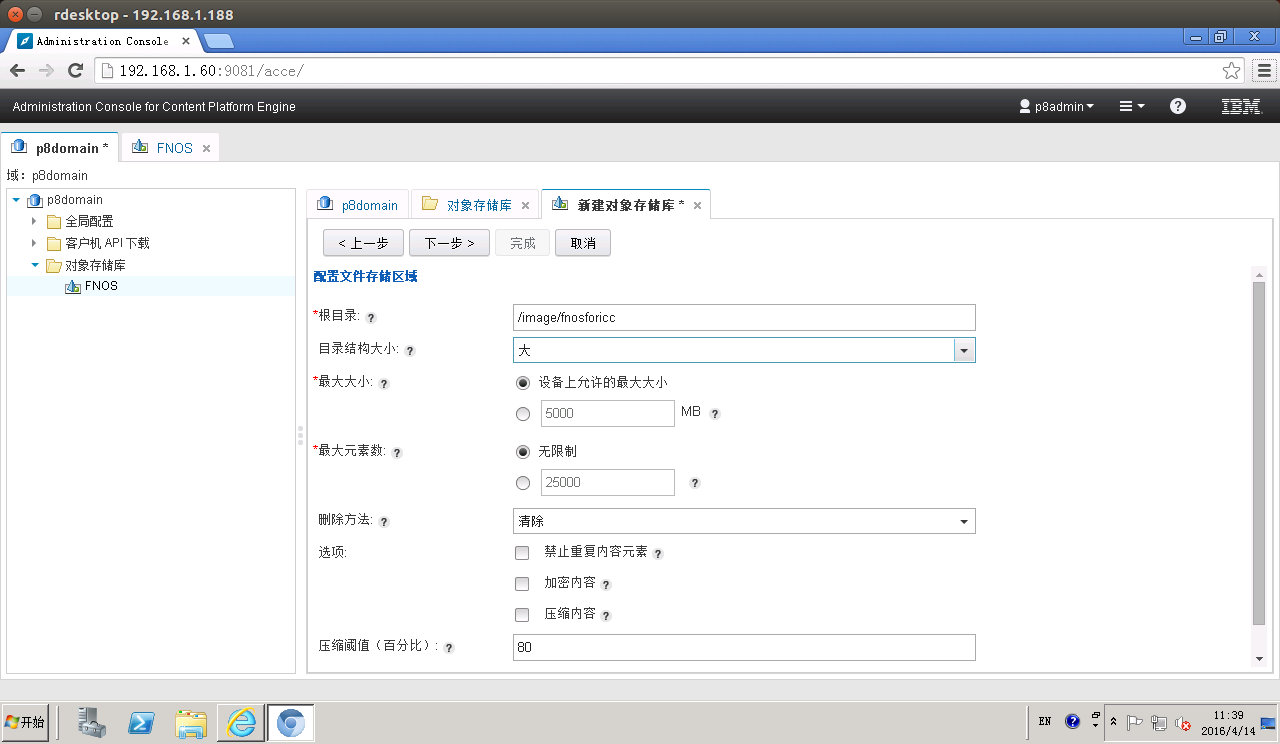 rdesktop - 192.168.1.188
Administration Console
192.168.1.60:9081/acce/
Administration Console for Content Platform Engine
p8admin
IBM.
p8domain *
FNOS
域: p8domain
p8domain
全局配置
客户机 API 下载
对象存储库
FNOS
p8domain
对象存储库
新建对象存储库 *
< 上一步
下一步 >
完成
取消
配置文件存储区域
*根目录: ?
/image/fnosforicc
目录结构大小: ?
大
*最大大小: ?
设备上允许的最大大小
5000 MB ?
*最大元素数: ?
无限制
25000 ?
删除方法: ?
清除
选项:
禁止重复内容元素 ?
加密内容 ?
压缩内容 ?
压缩阈值（百分比）: ?
80
开始
EN
11:39
2016/4/14